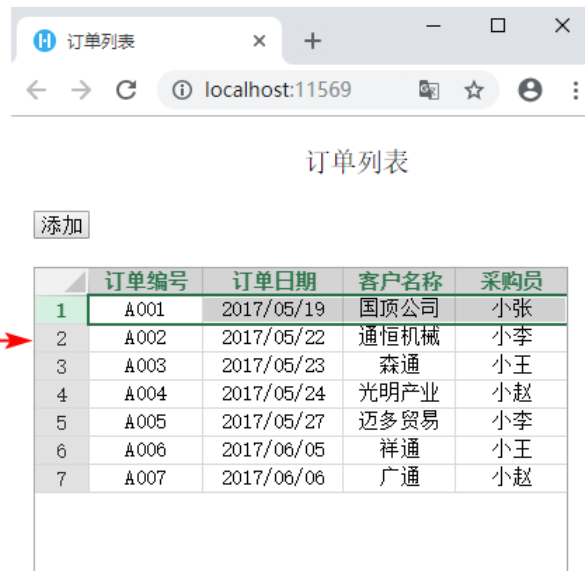 订单列表
localhost:11569
订单列表
添加
订单编号 订单日期 客户名称 采购员
1 A001 2017/05/19 国顶公司 小张
2 A002 2017/05/22 通恒机械 小李
3 A003 2017/05/23 森通 小王
4 A004 2017/05/24 光明产业 小赵
5 A005 2017/05/27 迈多贸易 小李
6 A006 2017/06/05 祥通 小王
7 A007 2017/06/06 广通 小赵